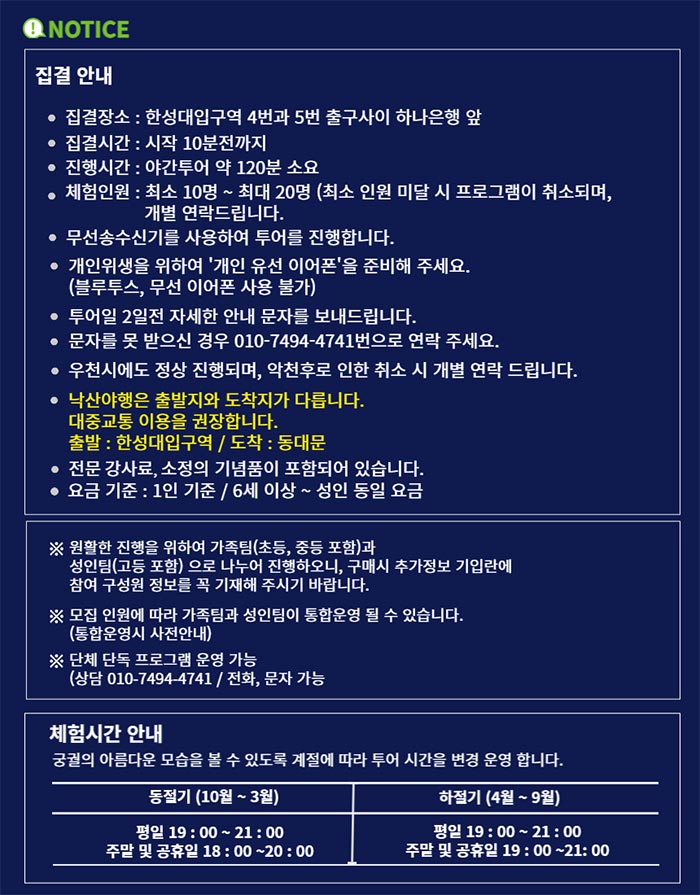 NOTICE
집결 안내
• 집결장소 : 한성대입구역 4번과 5번 출구사이 하나은행 앞
• 집결시간 : 시작 10분전까지
• 진행시간 : 야간투어 약 120분 소요
• 체험인원 : 최소 10명 ~ 최대 20명 (최소 인원 미달 시 프로그램이 취소되며,
개별 연락드립니다.
• 무선송수신기를 사용하여 투어를 진행합니다.
• 개인위생을 위하여 '개인 유선 이어폰'을 준비해 주세요.
(블루투스, 무선 이어폰 사용 불가)
• 투어일 2일전 자세한 안내 문자를 보내드립니다.
• 문자를 못 받으신 경우 010-7494-4741번으로 연락 주세요.
• 우천시에도 정상 진행되며, 악천후로 인한 취소 시 개별 연락 드립니다.
• 낙산야행은 출발지와 도착지가 다릅니다.
대중교통 이용을 권장합니다.
출발 : 한성대입구역 / 도착 : 동대문
• 전문 강사료, 소정의 기념품이 포함되어 있습니다.
• 요금 기준 : 1인 기준 / 6세 이상 ~ 성인 동일 요금
※ 원활한 진행을 위하여 가족팀(초등, 중등 포함)과
성인팀(고등 포함) 으로 나누어 진행하오니, 구매시 추가정보 기입란에
참여 구성원 정보를 꼭 기재해 주시기 바랍니다.
※ 모집 인원에 따라 가족팀과 성인팀이 통합운영 될 수 있습니다.
(통합운영시 사전안내)
※ 단체 단독 프로그램 운영 가능
(상담 010-7494-4741 / 전화, 문자 가능
체험시간 안내
궁궐의 아름다운 모습을 볼 수 있도록 계절에 따라 투어 시간을 변경 운영 합니다.
동절기 (10월 ~ 3월)
하절기 (4월 ~ 9월)
평일 19 : 00 ~ 21 : 00
주말 및 공휴일 18 : 00 ~20 : 00
평일 19 : 00 ~ 21 : 00
주말 및 공휴일 19 : 00 ~21: 00